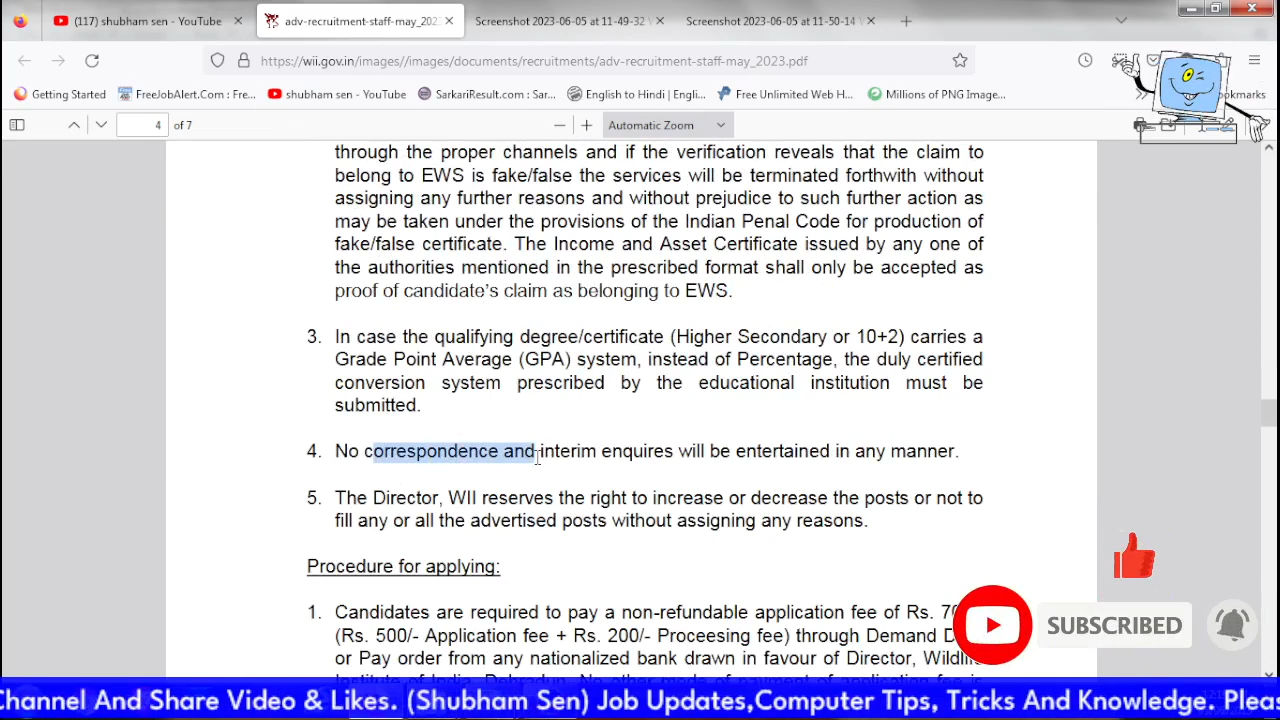 (117) shubham sen - YouTube
adv-recruitment-staff-may_202
Screenshot 2023-06-05 at 11-49-32
Screenshot 2023-06-05 at 11-50-14
https://wii.gov.in/images//images/documents/recruitments/adv-recruitment-staff-may_2023.pdf
Getting Started
FreeJobAlert.Com : Fre...
shubham sen - YouTube
SarkariResult.Com : Sar...
English to Hindi | Engli...
Free Unlimited Web H...
Millions of PNG Image...
4 of 7
Automatic Zoom
through the proper channels and if the verification reveals that the claim to
belong to EWS is fake/false the services will be terminated forthwith without
assigning any further reasons and without prejudice to such further action as
may be taken under the provisions of the Indian Penal Code for production of
fake/false certificate. The Income and Asset Certificate issued by any one of
the authorities mentioned in the prescribed format shall only be accepted as
proof of candidate's claim as belonging to EWS.
3. In case the qualifying degree/certificate (Higher Secondary or 10+2) carries a
Grade Point Average (GPA) system, instead of Percentage, the duly certified
conversion system prescribed by the educational institution must be
submitted.
4. No correspondence and interim enquires will be entertained in any manner.
5. The Director, WII reserves the right to increase or decrease the posts or not to
fill any or all the advertised posts without assigning any reasons.
Procedure for applying:
1. Candidates are required to pay a non-refundable application fee of Rs.
(Rs. 500/- Application fee + Rs. 200/- Proceesing fee) through Demand
or Pay order from any nationalized bank drawn in favour of Director,
SUBSCRIBED
Channel And Share Video & Likes. (Shubham Sen) Job Updates,Computer Tips, Tricks And Knowledge.